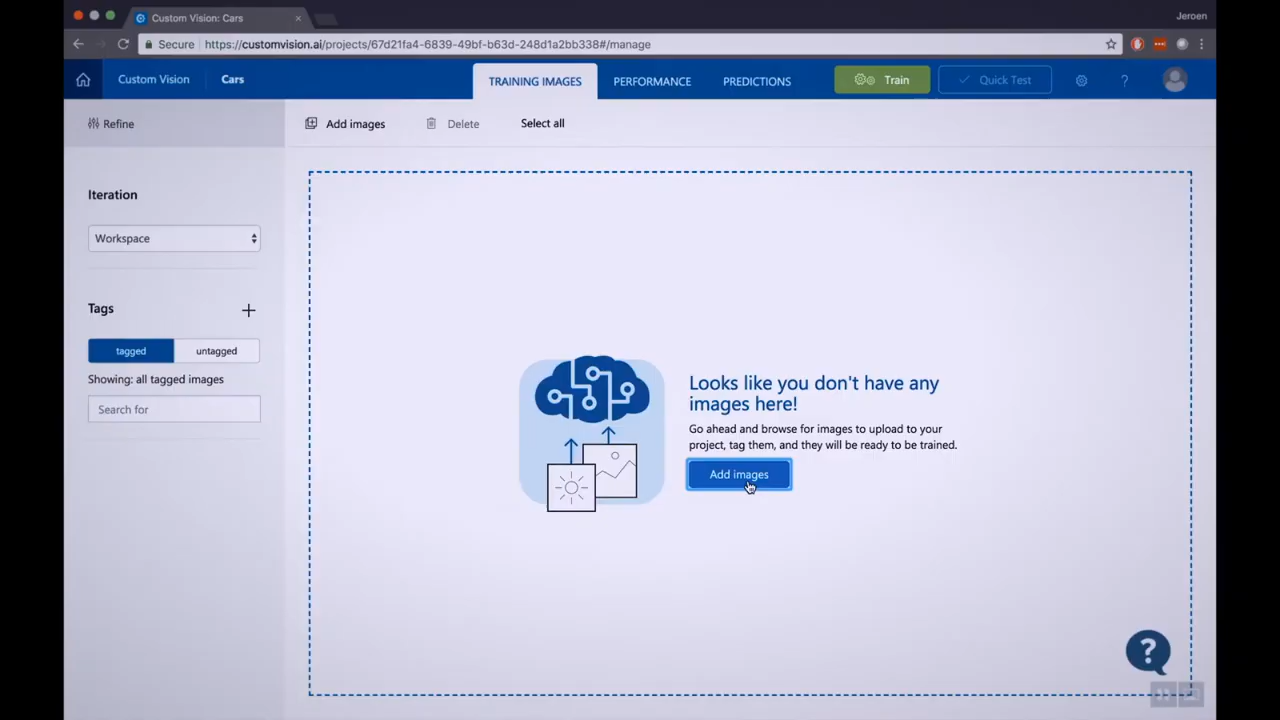 Custom Vision: Cars
Jeroen
Secure
https://customvision.ai/projects/67d21fa4-6839-49bf-b63d-248d1a2bb338#/manage
Custom Vision
Cars
TRAINING IMAGES
PERFORMANCE
PREDICTIONS
Train
Quick Test
?
Refine
Add images
Delete
Select all
Iteration
Workspace
Tags
tagged
untagged
Showing: all tagged images
Search for
Looks like you don't have any
images here!
Go ahead and browse for images to upload to your
project, tag them, and they will be ready to be trained.
Add images
?